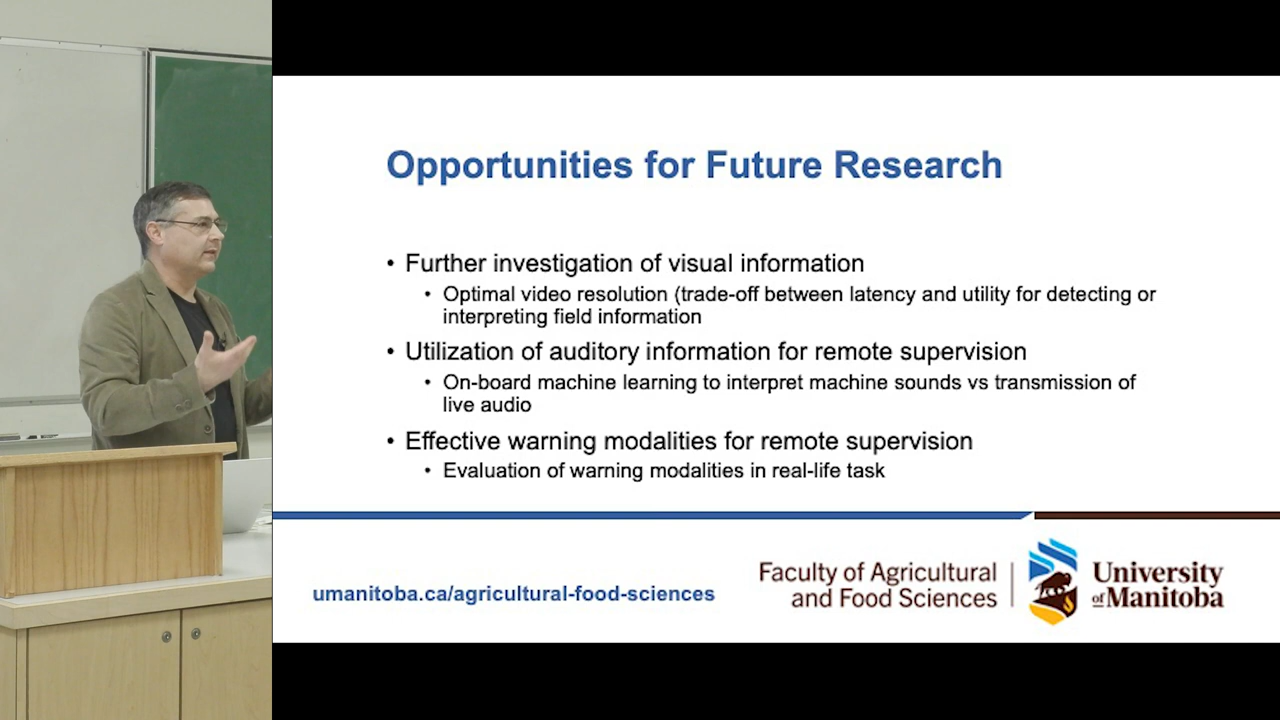 Opportunities for Future Research
• Further investigation of visual information
• Optimal video resolution (trade-off between latency and utility for detecting or
interpreting field information
• Utilization of auditory information for remote supervision
• On-board machine learning to interpret machine sounds vs transmission of
live audio
• Effective warning modalities for remote supervision
• Evaluation of warning modalities in real-life task
umanitoba.ca/agricultural-food-sciences
Faculty of Agricultural
and Food Sciences
University
of Manitoba